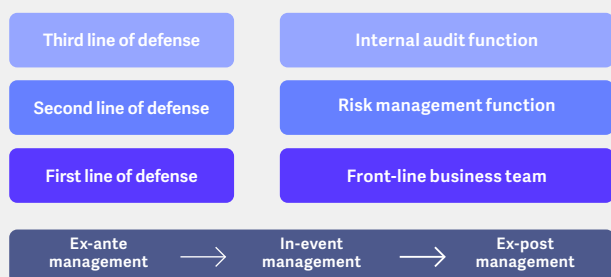 Third line of defense
Internal audit function
Second line of defense
Risk management function
First line of defense
Front-line business team
Ex-ante
management
In-event
management
Ex-post
management